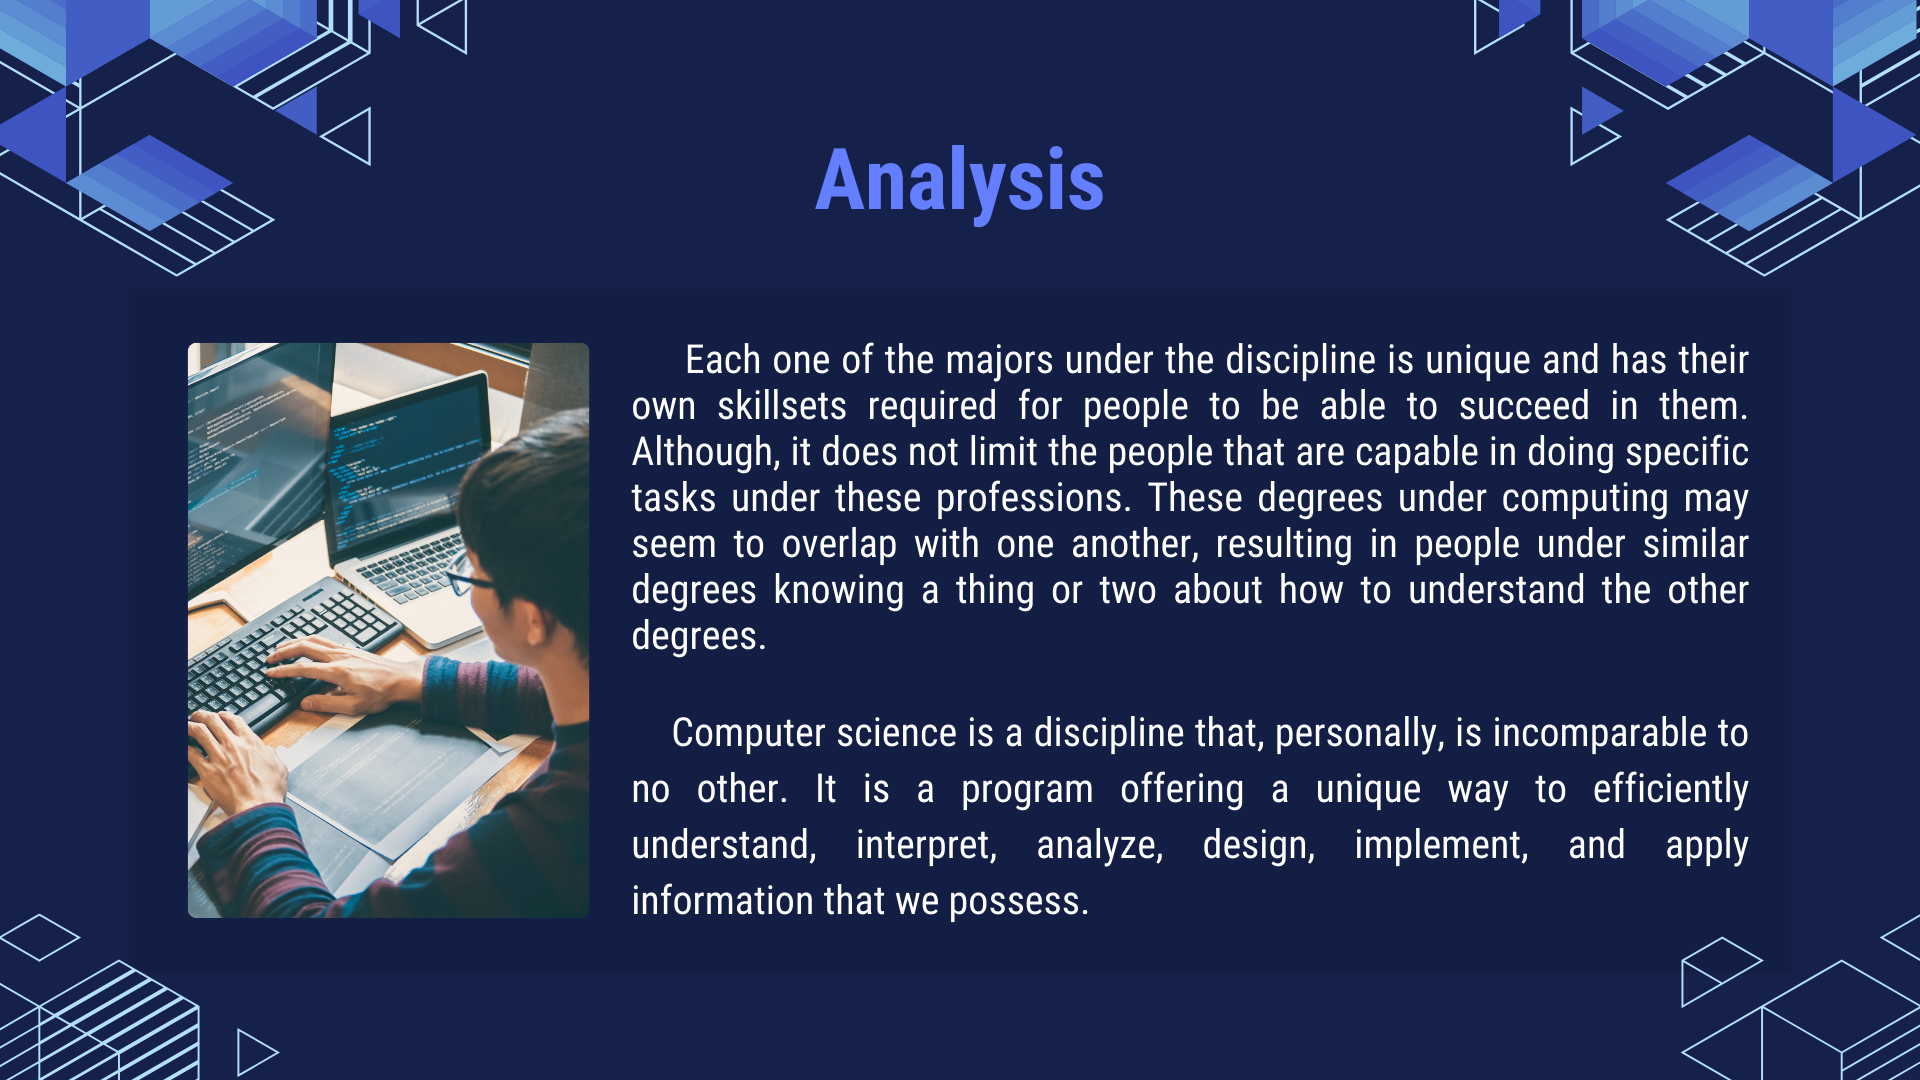 Analysis
Each one of the majors under the discipline is unique and has their
own skillsets required for people to be able to succeed in them.
Although, it does not limit the people that are capable in doing specific
tasks under these professions. These degrees under computing may
seem to overlap with one another, resulting in people under similar
degrees knowing a thing or two about how to understand the other
degrees.
Computer science is a discipline that, personally, is incomparable to
no other. It is a program offering a unique way to efficiently
understand, interpret, analyze, design, implement, and apply
information that we possess.